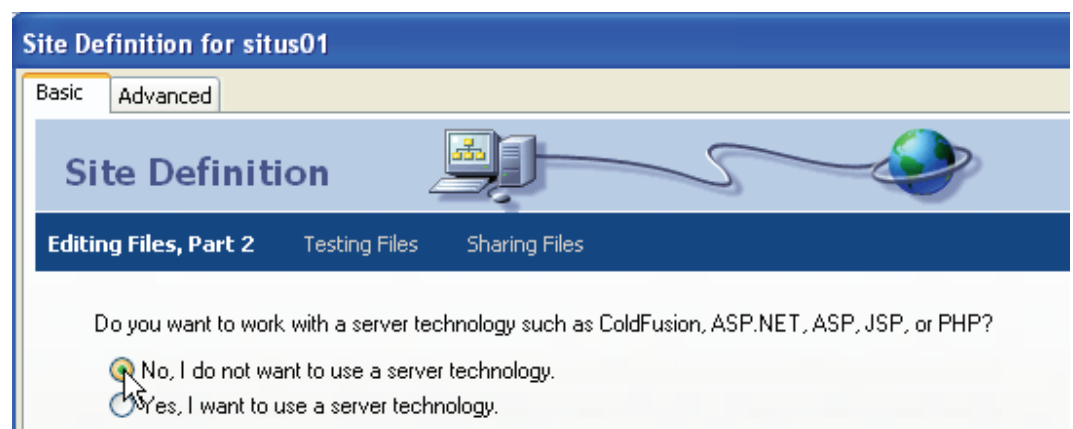 Site Definition for situs01
Basic Advanced
Site Definition
Editing Files, Part 2 Testing Files Sharing Files
Do you want to work with a server technology such as ColdFusion, ASP.NET, ASP, JSP, or PHP?
No, I do not want to use a server technology.
Yes, I want to use a server technology.